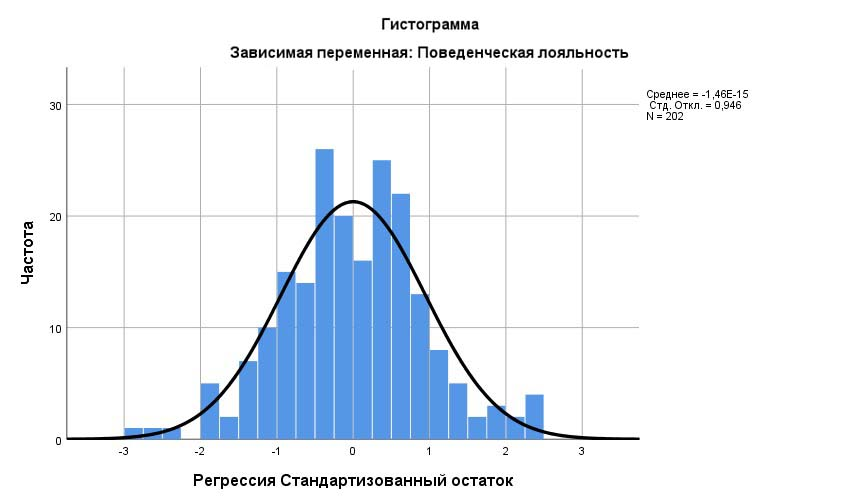 Гистограмма
Зависимая переменная: Поведенческая лояльность
Среднее = -1,46E-15
Стд. Откл. = 0,946
N = 202
Частота
30
20
10
0
-3 -2 -1 0 1 2 3
Регрессия Стандартизованный остаток